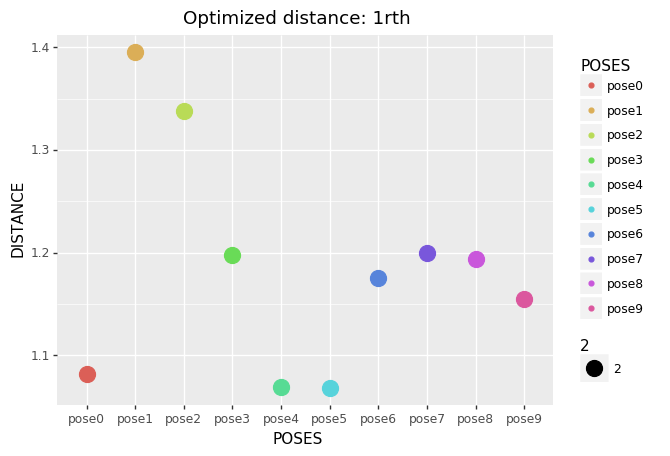 Optimized distance: 1rth
1.4
1.3
1.2
1.1
DISTANCE
pose0 pose1 pose2 pose3 pose4 pose5 pose6 pose7 pose8 pose9
POSES
POSES
pose0
pose1
pose2
pose3
pose4
pose5
pose6
pose7
pose8
pose9
2
2